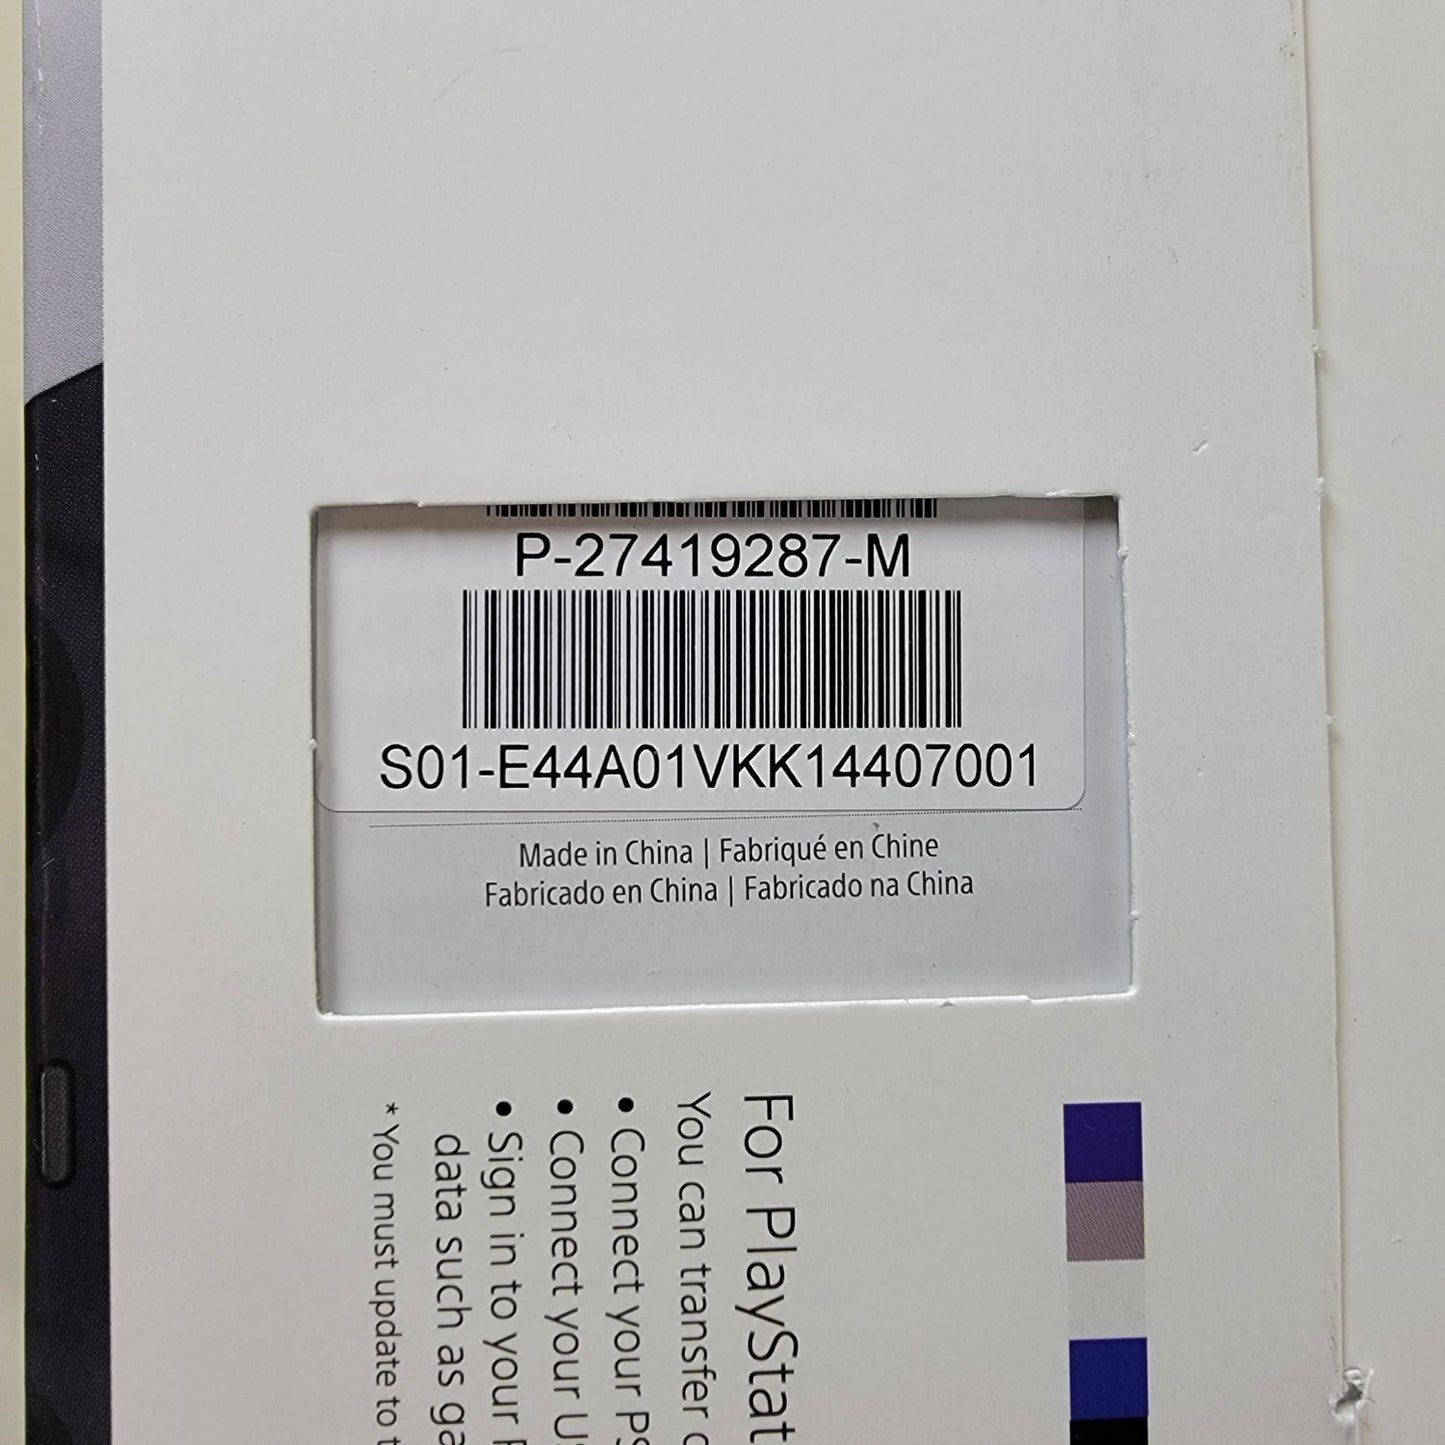 P-27419287-M
S01-E44A01VKK14407001
Made in China | Fabriqué en Chine
Fabricado en China | Fabricado na China
For PlayStat
You can transfer
• Connect your PS
• Connect your US
• Sign in to your
data such as ga
* You must update to